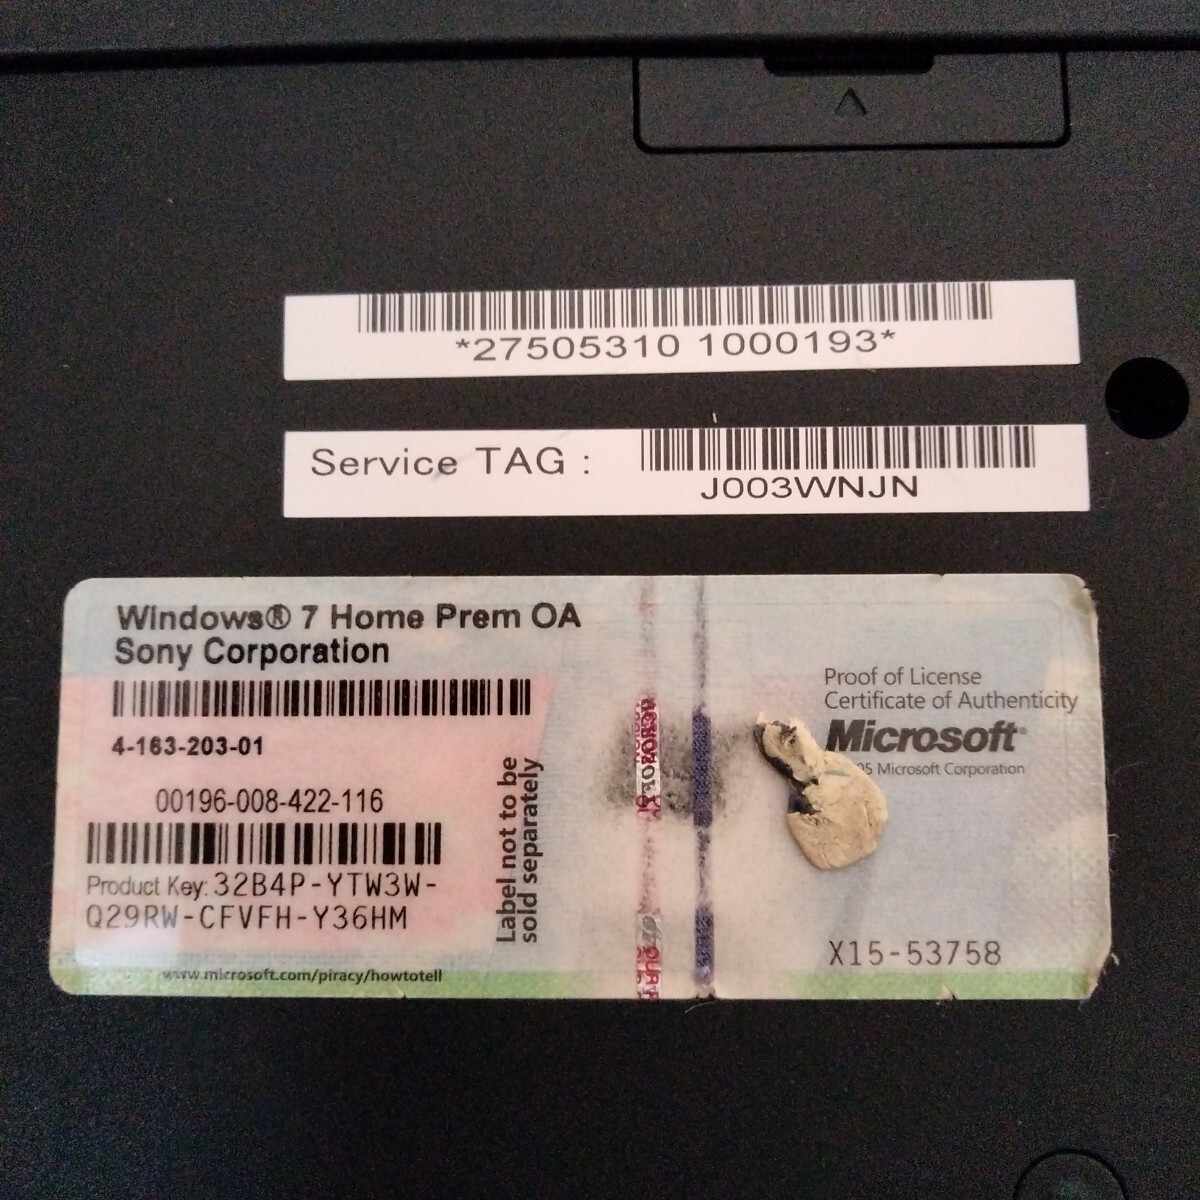 *27505310 1000193*
Service TAG :
J003WNJN
Windows® 7 Home Prem OA
Sony Corporation
4-163-203-01
00196-008-422-116
Product Key: 32B4P-YTW3W-
Q29RW-CFVFH-Y36HM
www.microsoft.com/piracy/howtotell
Label not to be
sold separately
Proof of License
Certificate of Authenticity
Microsoft®
Microsoft Corporation
X15-53758